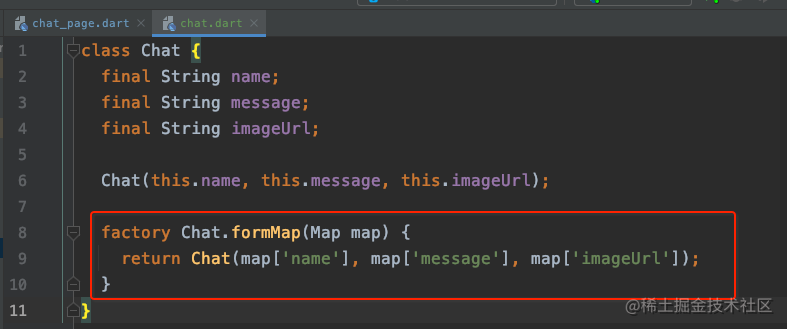 chat_page.dart × chat.dart ×
1 class Chat {
2 final String name;
3 final String message;
4 final String imageUrl;
5
6 Chat(this.name, this.message, this.imageUrl);
7
8 factory Chat.formMap(Map map) {
9 return Chat(map['name'], map['message'], map['imageUrl']);
10 }
11 }
@稀土掘金技术社区